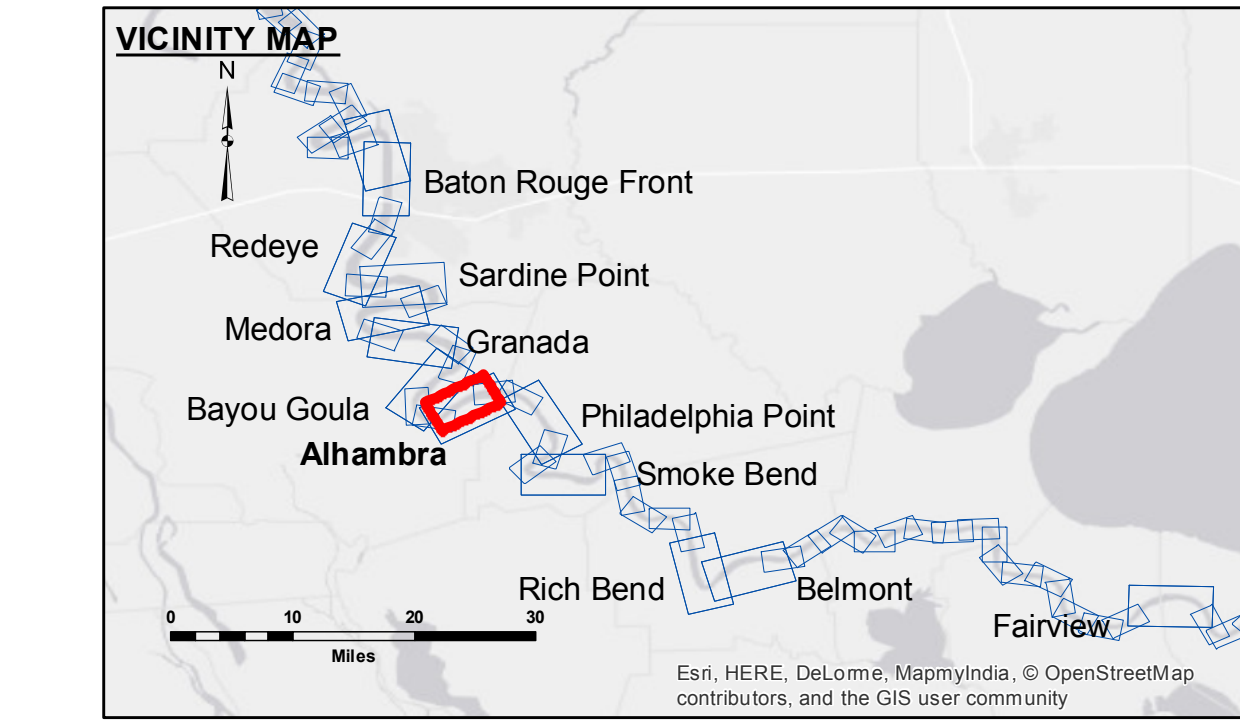 VICINITY MAP
N
Baton Rouge Front
Redeye
Sardine Point
Medora
Granada
Bayou Goula
Philadelphia Point
Alhambra
Smoke Bend
Rich Bend
Belmont
Fairview
0 10 20 30
Miles
Esri, HERE, DeLorme, MapmyIndia, © OpenStreetMap
contributors, and the GIS user community